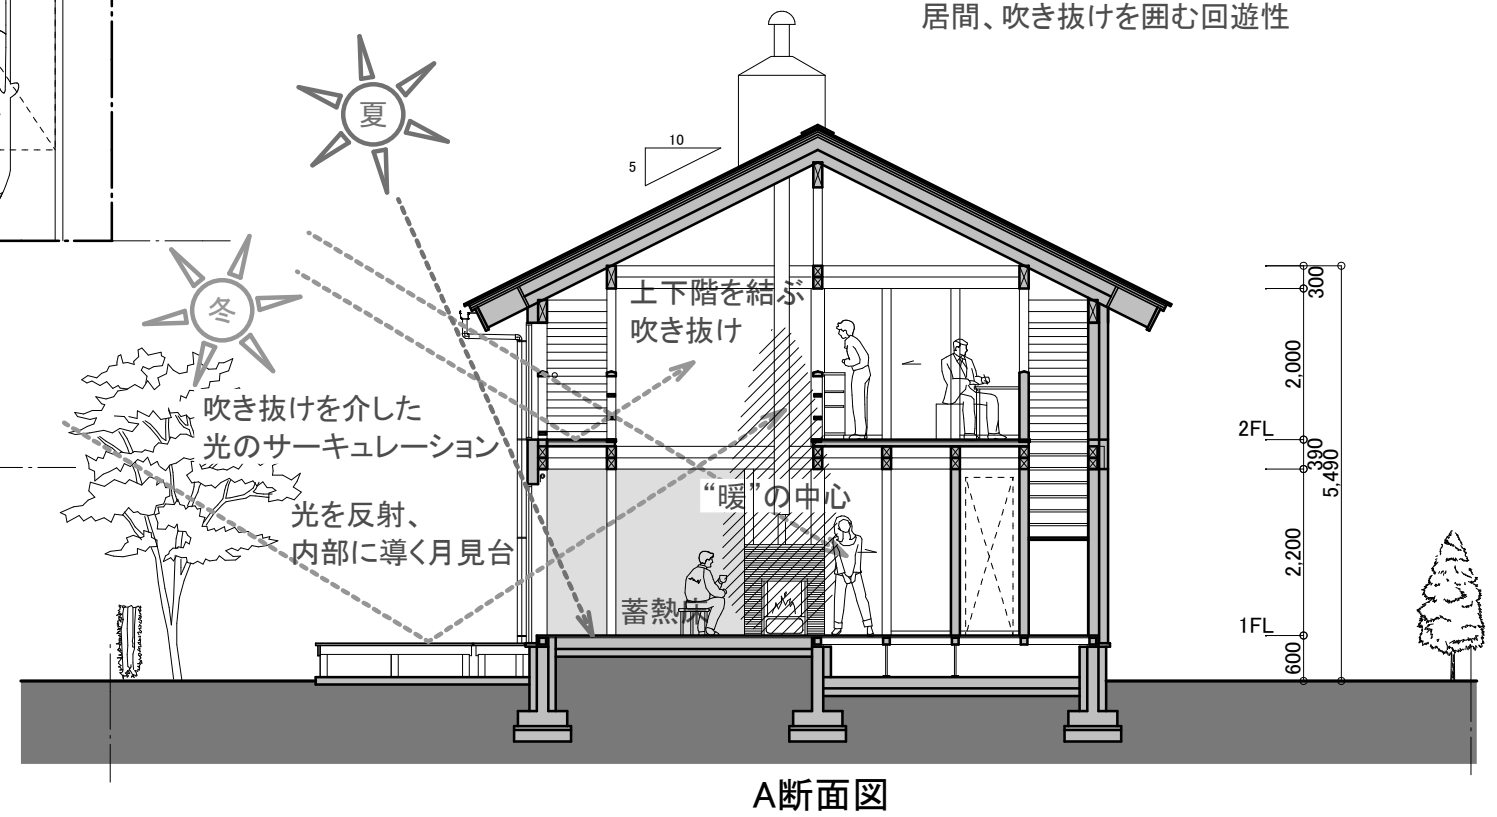 居間、吹き抜けを囲む回遊性
夏
10
5
冬
上下階を結ぶ
吹き抜け
吹き抜けを介した
光のサーキュレーション
光を反射、
内部に導く月見台
“暖”の中心
蓄熱床
300
2,000
2FL
390
5,490
2,200
1FL
600
A断面図